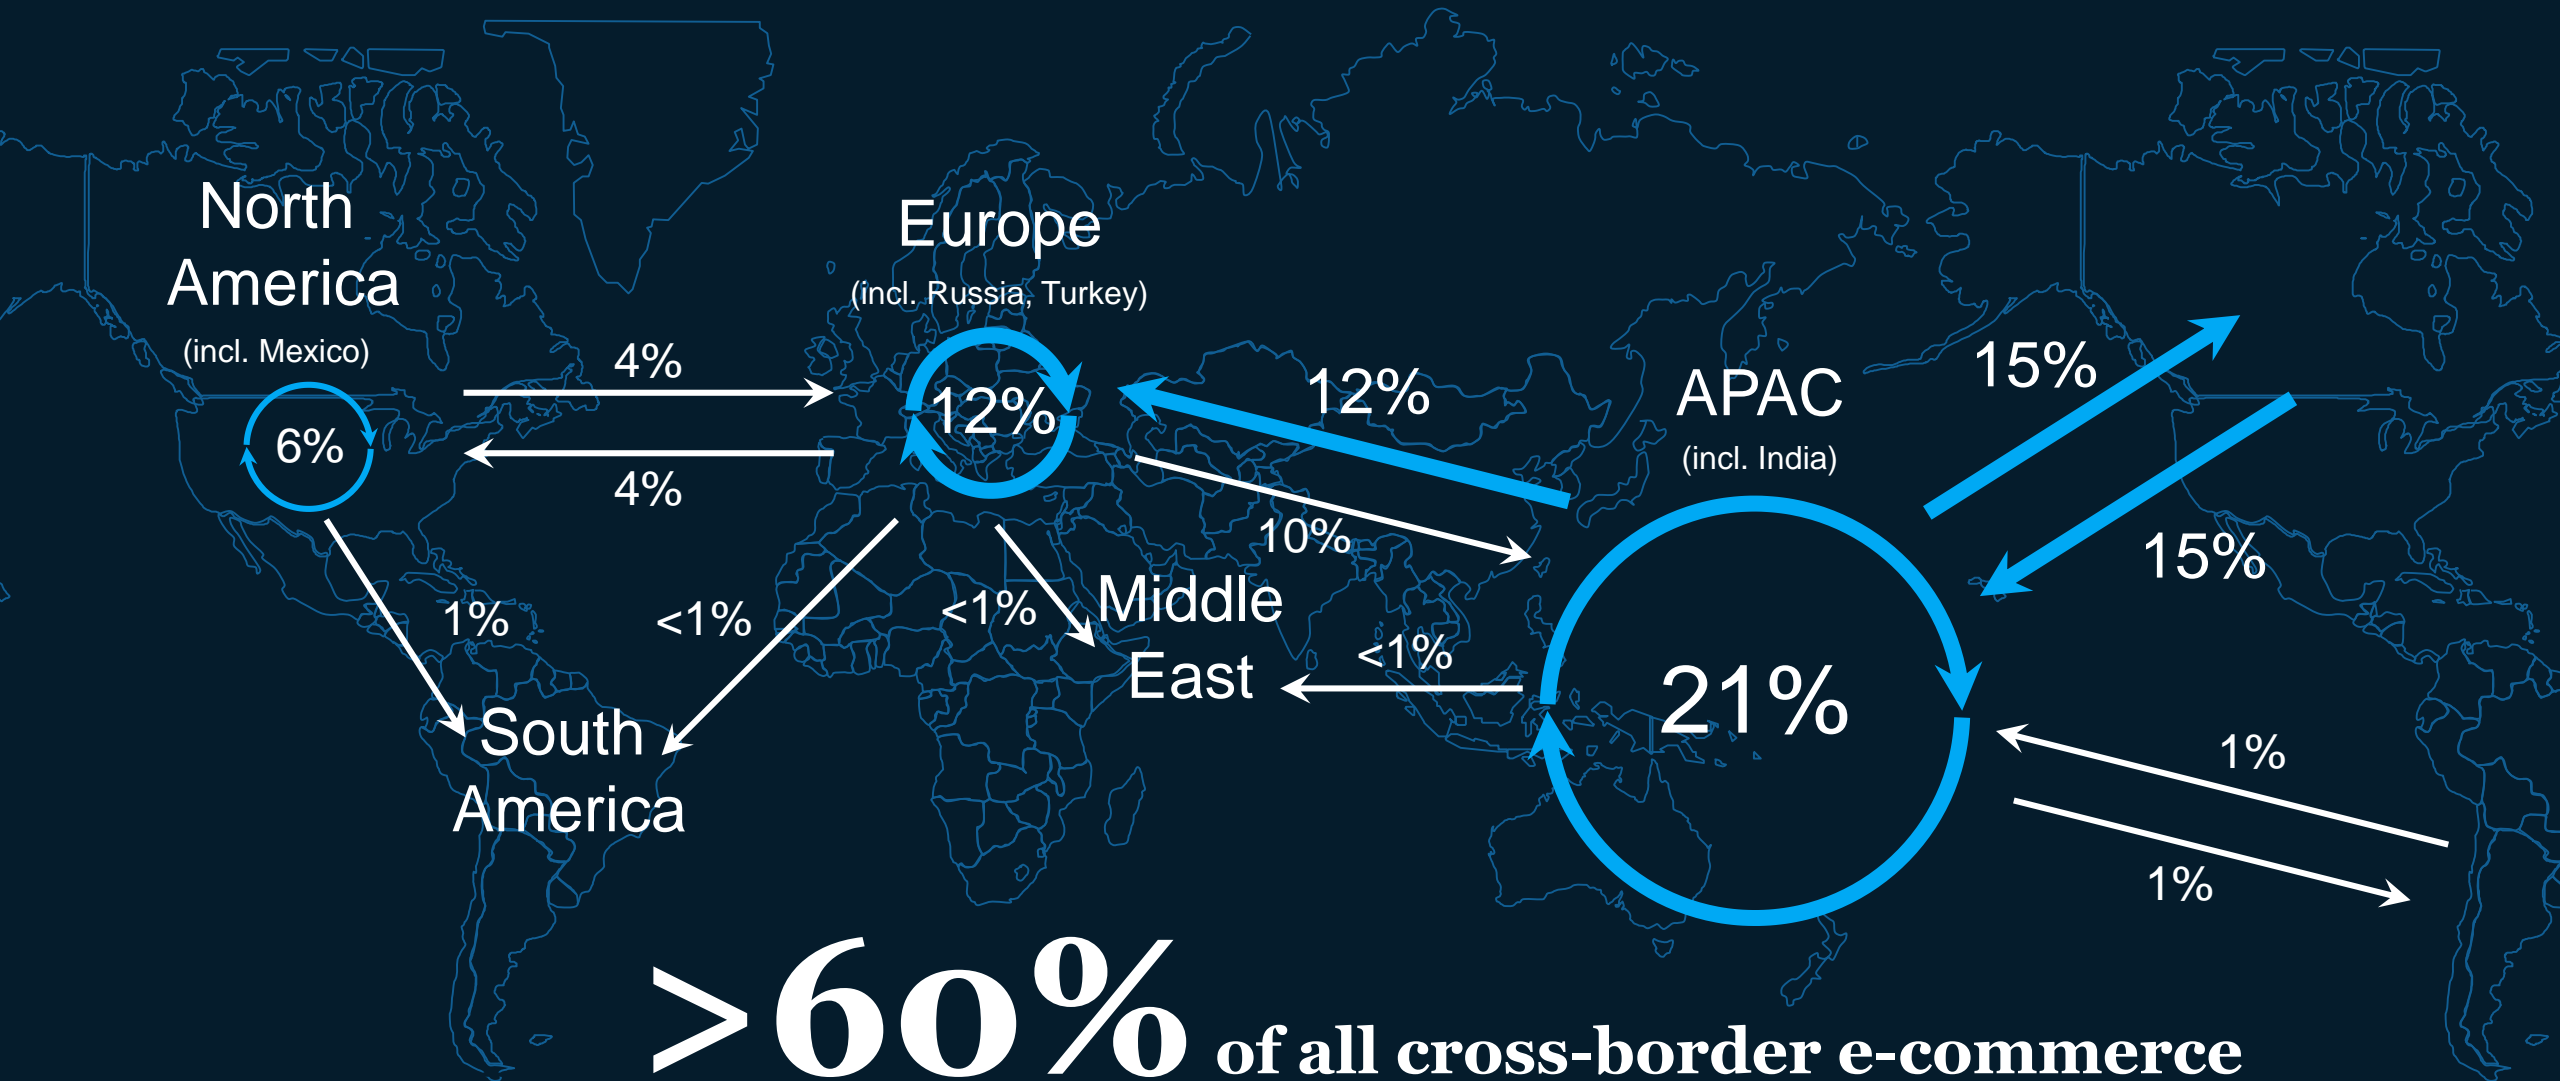 North
America
(incl. Mexico)
6%
4%
4%
Europe
(incl. Russia, Turkey)
12%
12%
10%
APAC
(incl. India)
21%
15%
15%
1%
<1%
<1%
Middle
East
<1%
South
America
1%
1%
>60% of all cross-border e-commerce